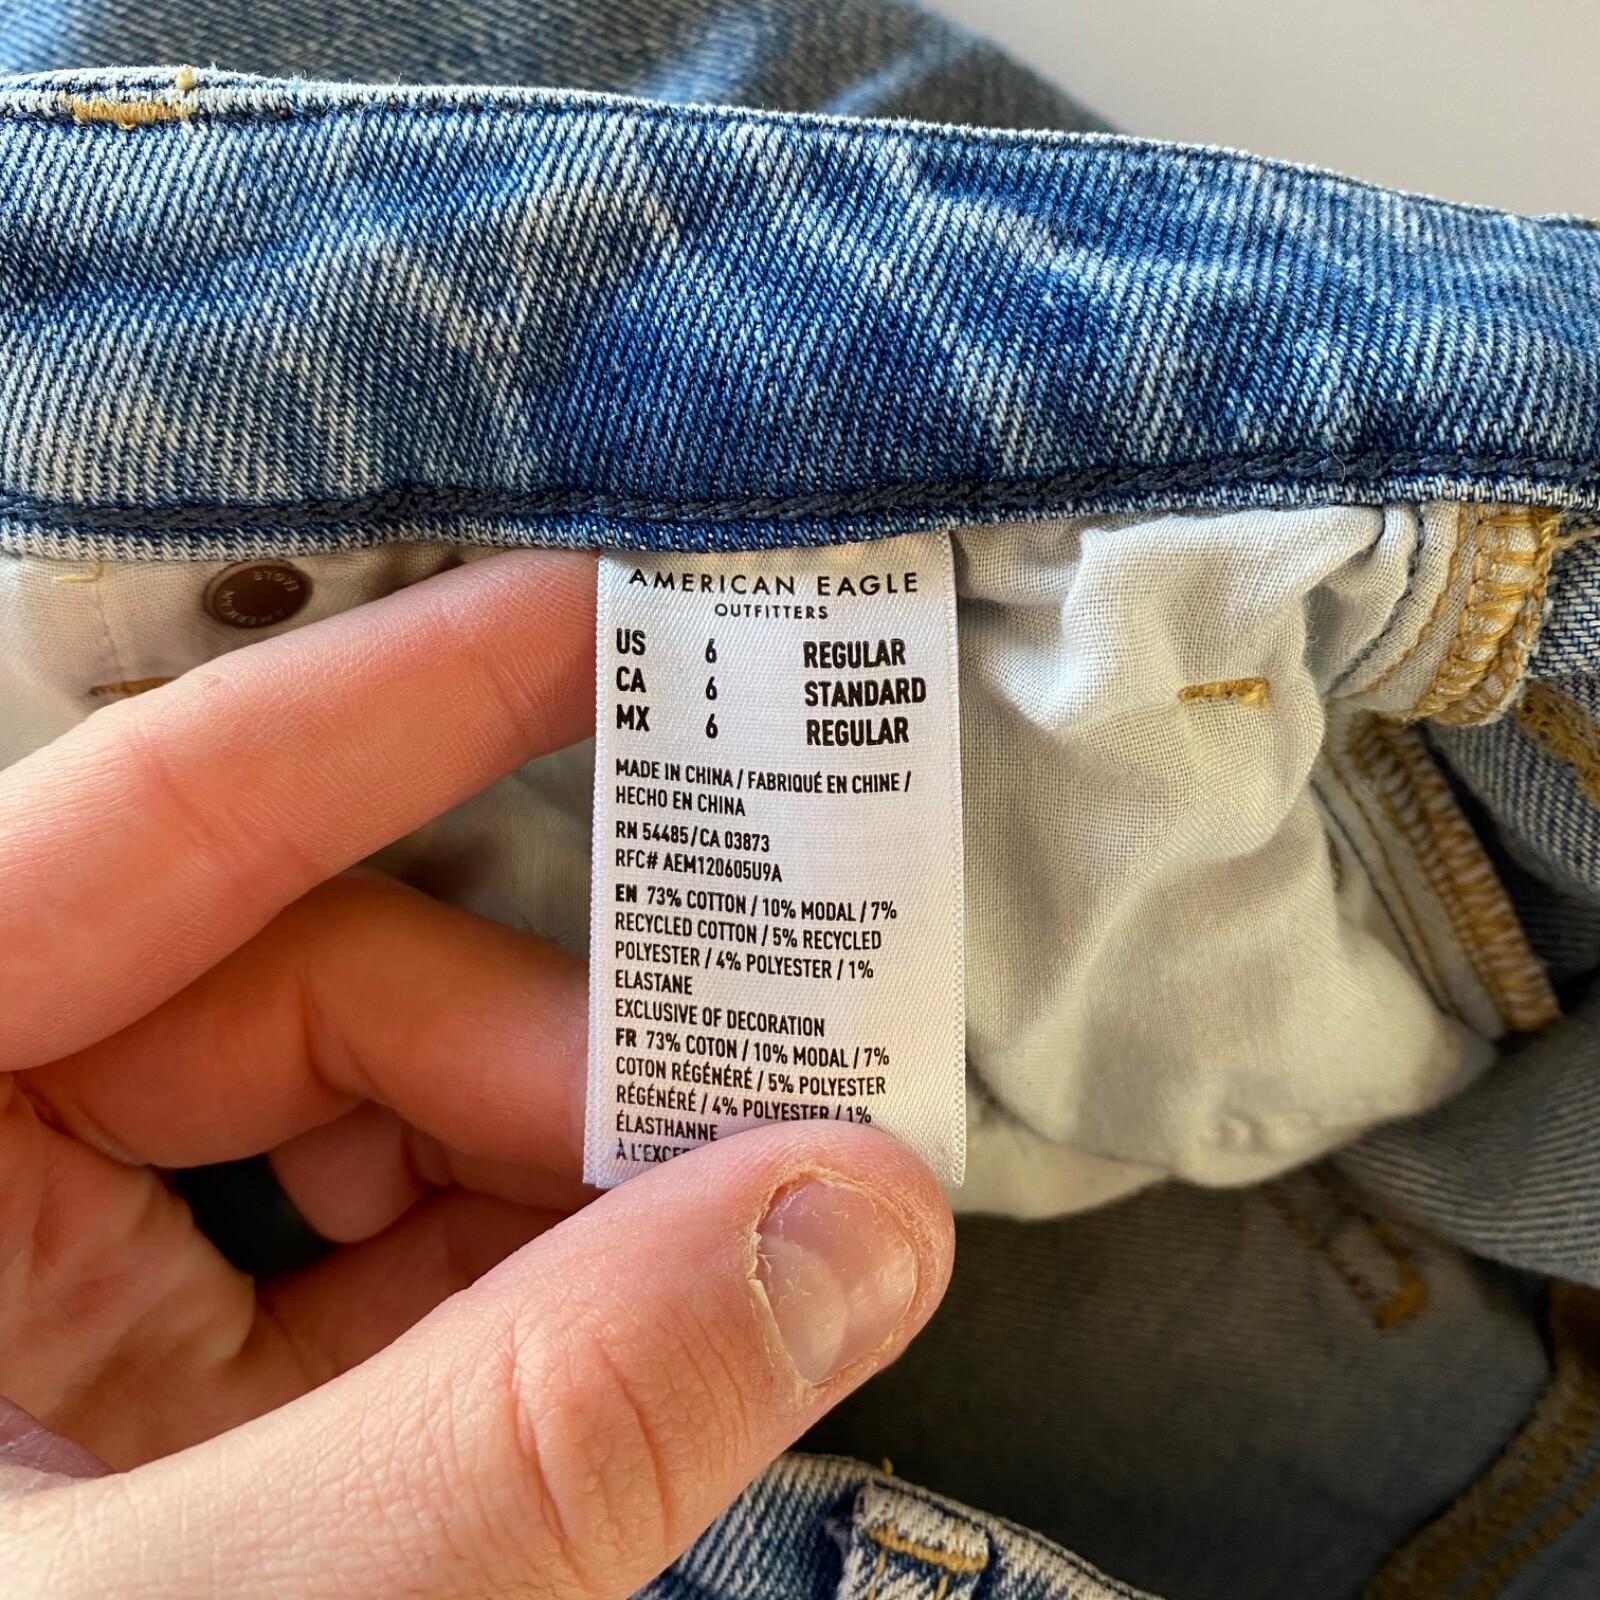 AMERICAN EAGLE
OUTFITTERS
US 6 REGULAR
CA 6 STANDARD
MX 6 REGULAR
MADE IN CHINA / FABRIQUÉ EN CHINE /
HECHO EN CHINA
RN 54485/CA 03873
RFC# AEM120605U9A
EN 73% COTTON / 10% MODAL / 7%
RECYCLED COTTON / 5% RECYCLED
POLYESTER / 4% POLYESTER / 1%
ELASTANE
EXCLUSIVE OF DECORATION
FR 73% COTON / 10% MODAL / 7%
COTON RÉGÉNÉRÉ / 5% POLYESTER
RÉGÉNÉRÉ / 4% POLYESTER / 1%
ÉLASTHANNE
EAGLE